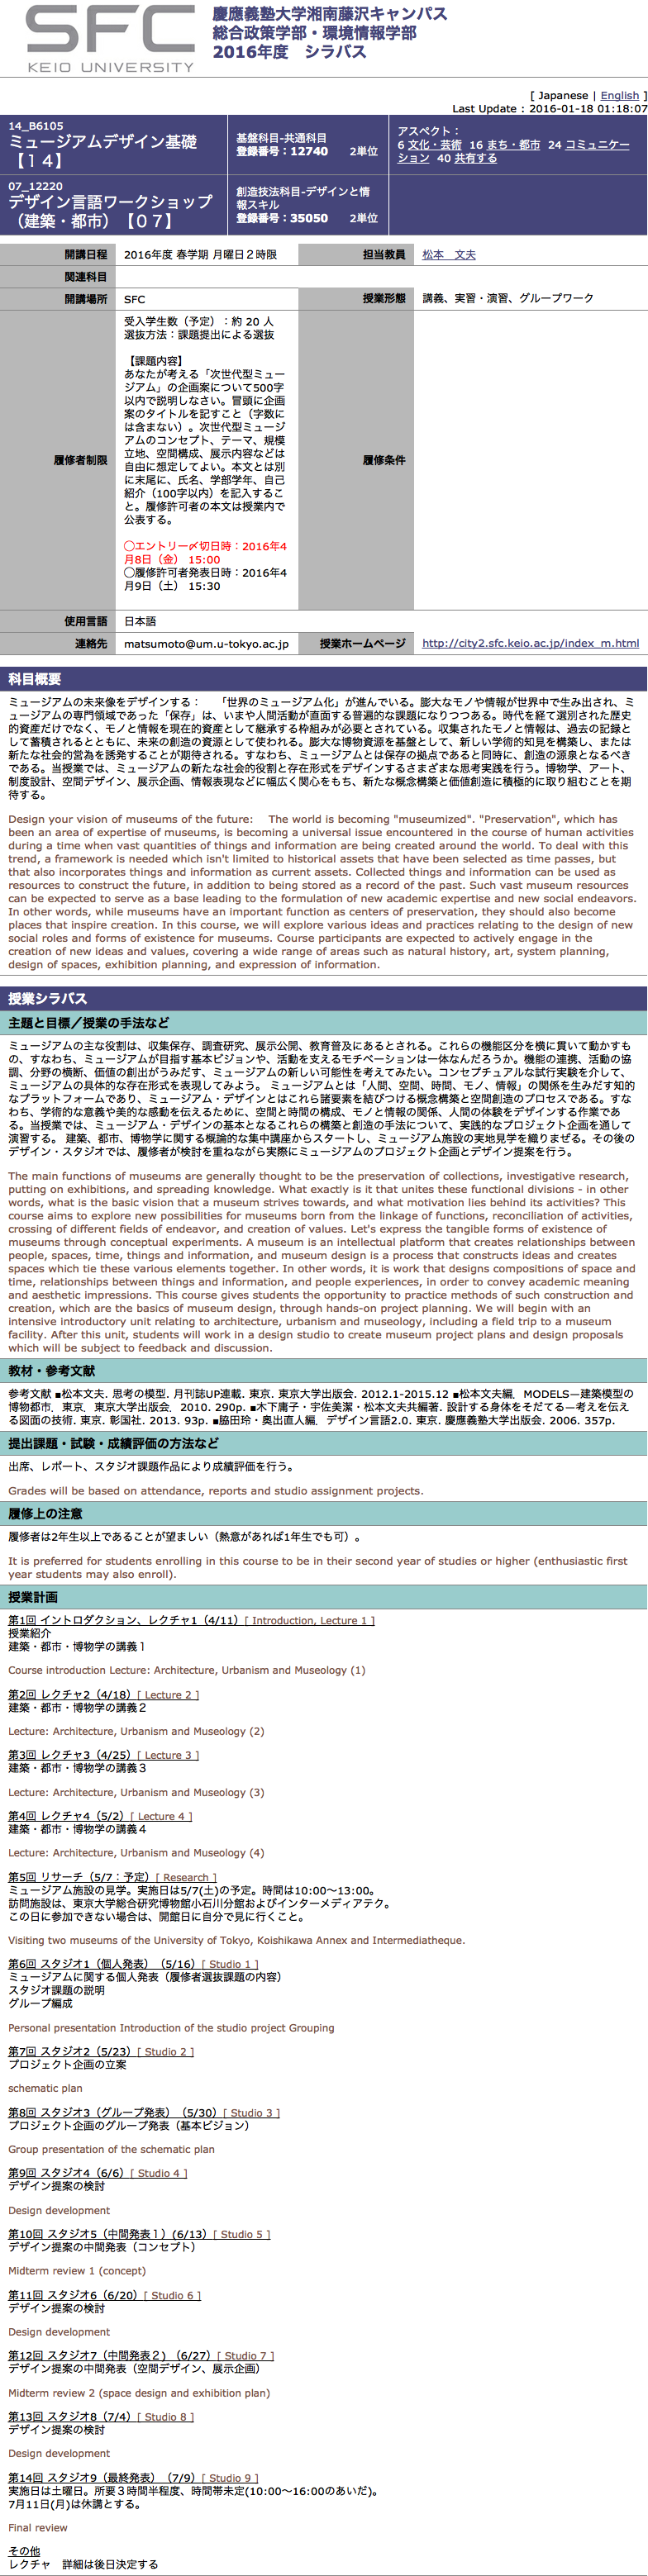 SFC
KEIO UNIVERSITY
慶應義塾大学湘南藤沢キャンパス
総合政策学部・環境情報学部
2016年度　シラバス
[ Japanese | English ]
Last Update : 2016-01-18 01:18:07
14_B6105
ミュージアムデザイン基礎
【１４】
基盤科目-共通科目
登録番号：12740　　2単位
アスペクト：
6 文化・芸術 16 まち・都市 24 コミュニケー
ション 40 共有する
07_12220
デザイン言語ワークショップ
（建築・都市）【０７】
創造技法科目-デザインと情
報スキル
登録番号：35050　　2単位
開講日程
2016年度 春学期 月曜日２時限
担当教員
松本　文夫
関連科目
開講場所
SFC
授業形態
講義、実習・演習、グループワーク
履修者制限
受入学生数（予定）：約 20 人
選抜方法：課題提出による選抜
【課題内容】
あなたが考える「次世代型ミュー
ジアム」の企画案について500字
以内で説明しなさい。冒頭に企画
案のタイトルを記すこと（字数に
は含まない）。次世代型ミュージ
アムのコンセプト、テーマ、規模
立地、空間構成、展示内容などは
自由に想定してよい。本文とは別
に末尾に、氏名、学部学年、自己
紹介（100字以内）を記入するこ
と。履修許可者の本文は授業内で
公表する。
◯エントリー〆切日時：2016年4
月8日（金） 15:00
◯履修許可者発表日時：2016年4
月9日（土） 15:30
履修条件
使用言語
日本語
連絡先
matsumoto@um.u-tokyo.ac.jp
授業ホームページ
http://city2.sfc.keio.ac.jp/index_m.html
科目概要
ミュージアムの未来像をデザインする：　　「世界のミュージアム化」が進んでいる。膨大なモノや情報が世界中で生み出され、ミ
ュージアムの専門領域であった「保存」は、いまや人間活動が直面する普遍的な課題になりつつある。時代を経て選別された歴史
的資産だけでなく、モノと情報を現在的資産として継承する枠組みが必要とされている。収集されたモノと情報は、過去の記録と
して蓄積されるとともに、未来の創造の資源として使われる。膨大な博物資源を基盤として、新しい学術的知見を構築し、または
新たな社会的営為を誘発することが期待される。すなわち、ミュージアムとは保存の拠点であると同時に、創造の源泉となるべき
である。当授業では、ミュージアムの新たな社会的役割と存在形式をデザインするさまざまな思考実践を行う。博物学、アート、
制度設計、空間デザイン、展示企画、情報表現などに幅広く関心をもち、新たな概念構築と価値創造に積極的に取り組むことを期
待する。
Design your vision of museums of the future:　The world is becoming "museumized". "Preservation", which has
been an area of expertise of museums, is becoming a universal issue encountered in the course of human activities
during a time when vast quantities of things and information are being created around the world. To deal with this
trend, a framework is needed which isn't limited to historical assets that have been selected as time passes, but
that also incorporates things and information as current assets. Collected things and information can be used as
resources to construct the future, in addition to being stored as a record of the past. Such vast museum resources
can be expected to serve as a base leading to the formulation of new academic expertise and new social endeavors.
In other words, while museums have an important function as centers of preservation, they should also become
places that inspire creation. In this course, we will explore various ideas and practices relating to the design of new
social roles and forms of existence for museums. Course participants are expected to actively engage in the
creation of new ideas and values, covering a wide range of areas such as natural history, art, system planning,
design of spaces, exhibition planning, and expression of information.
授業シラバス
主題と目標／授業の手法など
ミュージアムの主な役割は、収集保存、調査研究、展示公開、教育普及にあるとされる。これらの機能区分を横に貫いて動かすも
の、すなわち、ミュージアムが目指す基本ビジョンや、活動を支えるモチベーションは一体なんだろうか。機能の連携、活動の協
調、分野の横断、価値の創出がうみだす、ミュージアムの新しい可能性を考えてみたい。コンセプチュアルな試行実験を介して、
ミュージアムの具体的な存在形式を表現してみよう。 ミュージアムとは「人間、空間、時間、モノ、情報」の関係を生みだす知的
なプラットフォームであり、ミュージアム・デザインとはこれら諸要素を結びつける概念構築と空間創造のプロセスである。すな
わち、学術的な意義や美的な感動を伝えるために、空間と時間の構成、モノと情報の関係、人間の体験をデザインする作業であ
る。当授業では、ミュージアム・デザインの基本となるこれらの構築と創造の手法について、実践的なプロジェクト企画を通して
演習する。 建築、都市、博物学に関する概論的な集中講座からスタートし、ミュージアム施設の実地見学を織りまぜる。その後の
デザイン・スタジオでは、履修者が検討を重ねながら実際にミュージアムのプロジェクト企画とデザイン提案を行う。
The main functions of museums are generally thought to be the preservation of collections, investigative research,
putting on exhibitions, and spreading knowledge. What exactly is it that unites these functional divisions - in other
words, what is the basic vision that a museum strives towards, and what motivation lies behind its activities? This
course aims to explore new possibilities for museums born from the linkage of functions, reconciliation of activities,
crossing of different fields of endeavor, and creation of values. Let's express the tangible forms of existence of
museums through conceptual experiments. A museum is an intellectual platform that creates relationships between
people, spaces, time, things and information, and museum design is a process that constructs ideas and creates
spaces which tie these various elements together. In other words, it is work that designs compositions of space and
time, relationships between things and information, and people experiences, in order to convey academic meaning
and aesthetic impressions. This course gives students the opportunity to practice methods of such construction and
creation, which are the basics of museum design, through hands-on project planning. We will begin with an
intensive introductory unit relating to architecture, urbanism and museology, including a field trip to a museum
facility. After this unit, students will work in a design studio to create museum project plans and design proposals
which will be subject to feedback and discussion.
教材・参考文献
参考文献 ■松本文夫. 思考の模型. 月刊誌UP連載. 東京. 東京大学出版会. 2012.1-2015.12 ■松本文夫編，MODELS―建築模型の
博物都市，東京，東京大学出版会，2010. 290p. ■木下庸子・宇佐美潔・松本文夫共編著. 設計する身体をそだてる―考えを伝え
る図面の技術. 東京. 彰国社. 2013. 93p. ■脇田玲・奥出直人編，デザイン言語2.0. 東京. 慶應義塾大学出版会. 2006. 357p.
提出課題・試験・成績評価の方法など
出席、レポート、スタジオ課題作品により成績評価を行う。
Grades will be based on attendance, reports and studio assignment projects.
履修上の注意
履修者は2年生以上であることが望ましい（熱意があれば1年生でも可）。
It is preferred for students enrolling in this course to be in their second year of studies or higher (enthusiastic first
year students may also enroll).
授業計画
第1回 イントロダクション、レクチャ1（4/11）[ Introduction, Lecture 1 ]
授業紹介
建築・都市・博物学の講義１
Course introduction Lecture: Architecture, Urbanism and Museology (1)
第2回 レクチャ2（4/18）[ Lecture 2 ]
建築・都市・博物学の講義２
Lecture: Architecture, Urbanism and Museology (2)
第3回 レクチャ3（4/25）[ Lecture 3 ]
建築・都市・博物学の講義３
Lecture: Architecture, Urbanism and Museology (3)
第4回 レクチャ4（5/2）[ Lecture 4 ]
建築・都市・博物学の講義４
Lecture: Architecture, Urbanism and Museology (4)
第5回 リサーチ（5/7：予定）[ Research ]
ミュージアム施設の見学。実施日は5/7(土)の予定。時間は10:00〜13:00。
訪問施設は、東京大学総合研究博物館小石川分館およびインターメディアテク。
この日に参加できない場合は、開館日に自分で見に行くこと。
Visiting two museums of the University of Tokyo, Koishikawa Annex and Intermediatheque.
第6回 スタジオ1（個人発表）（5/16）[ Studio 1 ]
ミュージアムに関する個人発表（履修者選抜課題の内容）
スタジオ課題の説明
グループ編成
Personal presentation Introduction of the studio project Grouping
第7回 スタジオ2（5/23）[ Studio 2 ]
プロジェクト企画の立案
schematic plan
第8回 スタジオ3（グループ発表）（5/30）[ Studio 3 ]
プロジェクト企画のグループ発表（基本ビジョン）
Group presentation of the schematic plan
第9回 スタジオ4（6/6）[ Studio 4 ]
デザイン提案の検討
Design development
第10回 スタジオ5（中間発表１）(6/13）[ Studio 5 ]
デザイン提案の中間発表（コンセプト）
Midterm review 1 (concept)
第11回 スタジオ6（6/20）[ Studio 6 ]
デザイン提案の検討
Design development
第12回 スタジオ7（中間発表２）（6/27）[ Studio 7 ]
デザイン提案の中間発表（空間デザイン、展示企画）
Midterm review 2 (space design and exhibition plan)
第13回 スタジオ8（7/4）[ Studio 8 ]
デザイン提案の検討
Design development
第14回 スタジオ9（最終発表）（7/9）[ Studio 9 ]
実施日は土曜日。所要３時間半程度、時間帯未定(10:00〜16:00のあいだ)。
7月11日(月)は休講とする。
Final review
その他
レクチャ　詳細は後日決定する